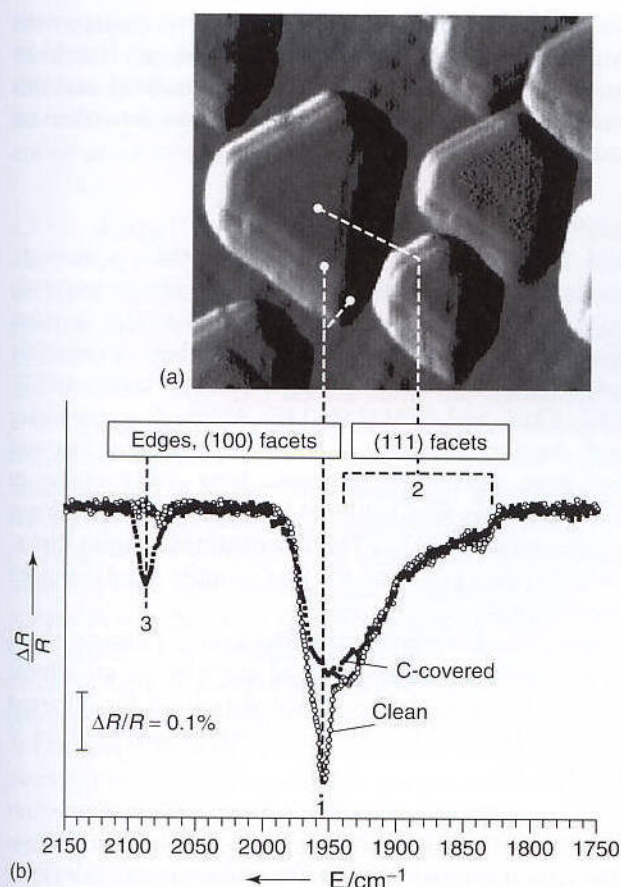 (a)
Edges, (100) facets
(111) facets
2
3
C-covered
Clean
ΔR/R
ΔR/R = 0.1%
1
2150 2100 2050 2000 1950 1900 1850 1800 1750
(b)
E/cm⁻¹